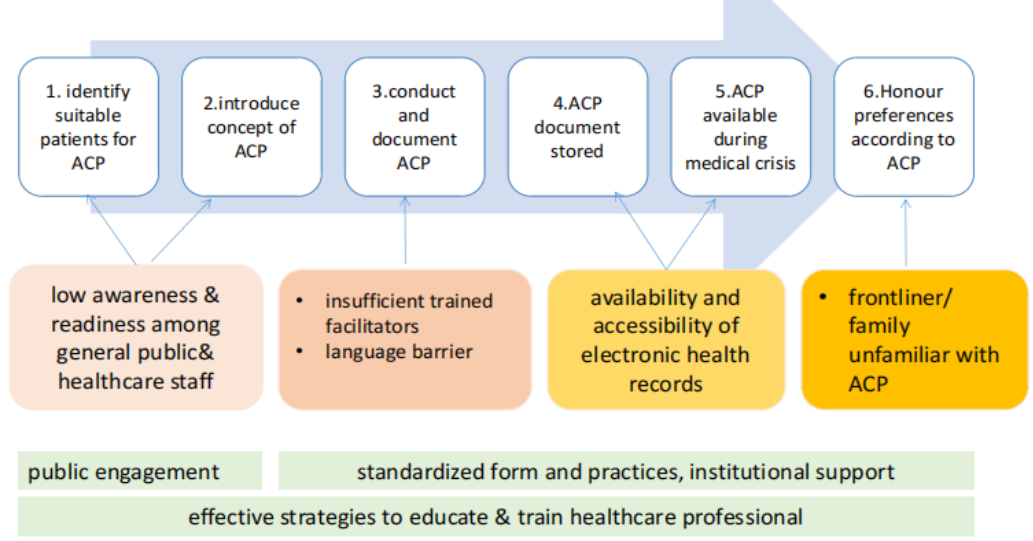 1. identify
suitable
patients for
ACP
2.introduce
concept of
ACP
3.conduct
and
document
ACP
4.ACP
document
stored
5.ACP
available
during
medical crisis
6.Honour
preferences
according to
ACP
low awareness &
readiness among
general public&
healthcare staff
• insufficient trained
facilitators
• language barrier
availability and
accessibility of
electronic health
records
• frontliner/
family
unfamiliar with
ACP
public engagement
standardized form and practices, institutional support
effective strategies to educate & train healthcare professional